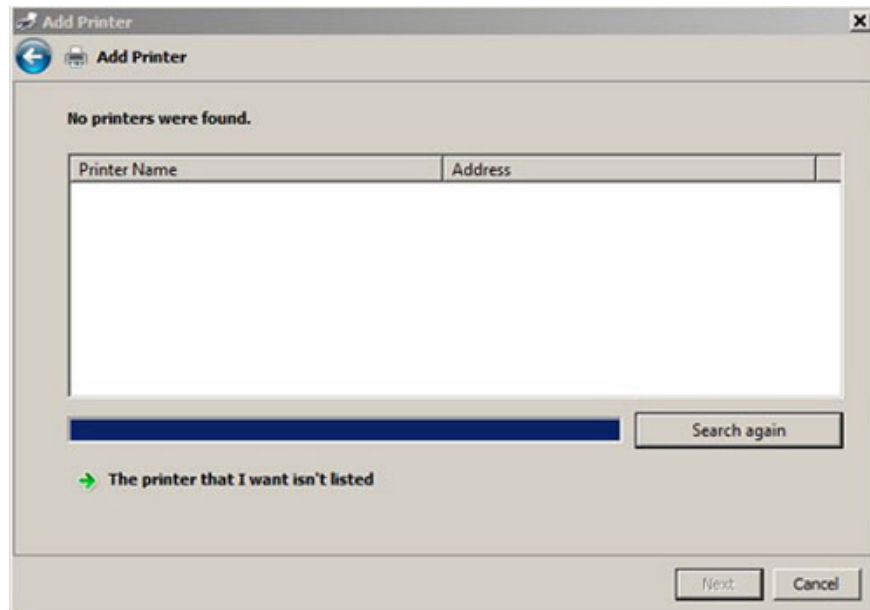 Add Printer
Add Printer
No printers were found.
Printer Name Address
Search again
The printer that I want isn't listed
Next Cancel